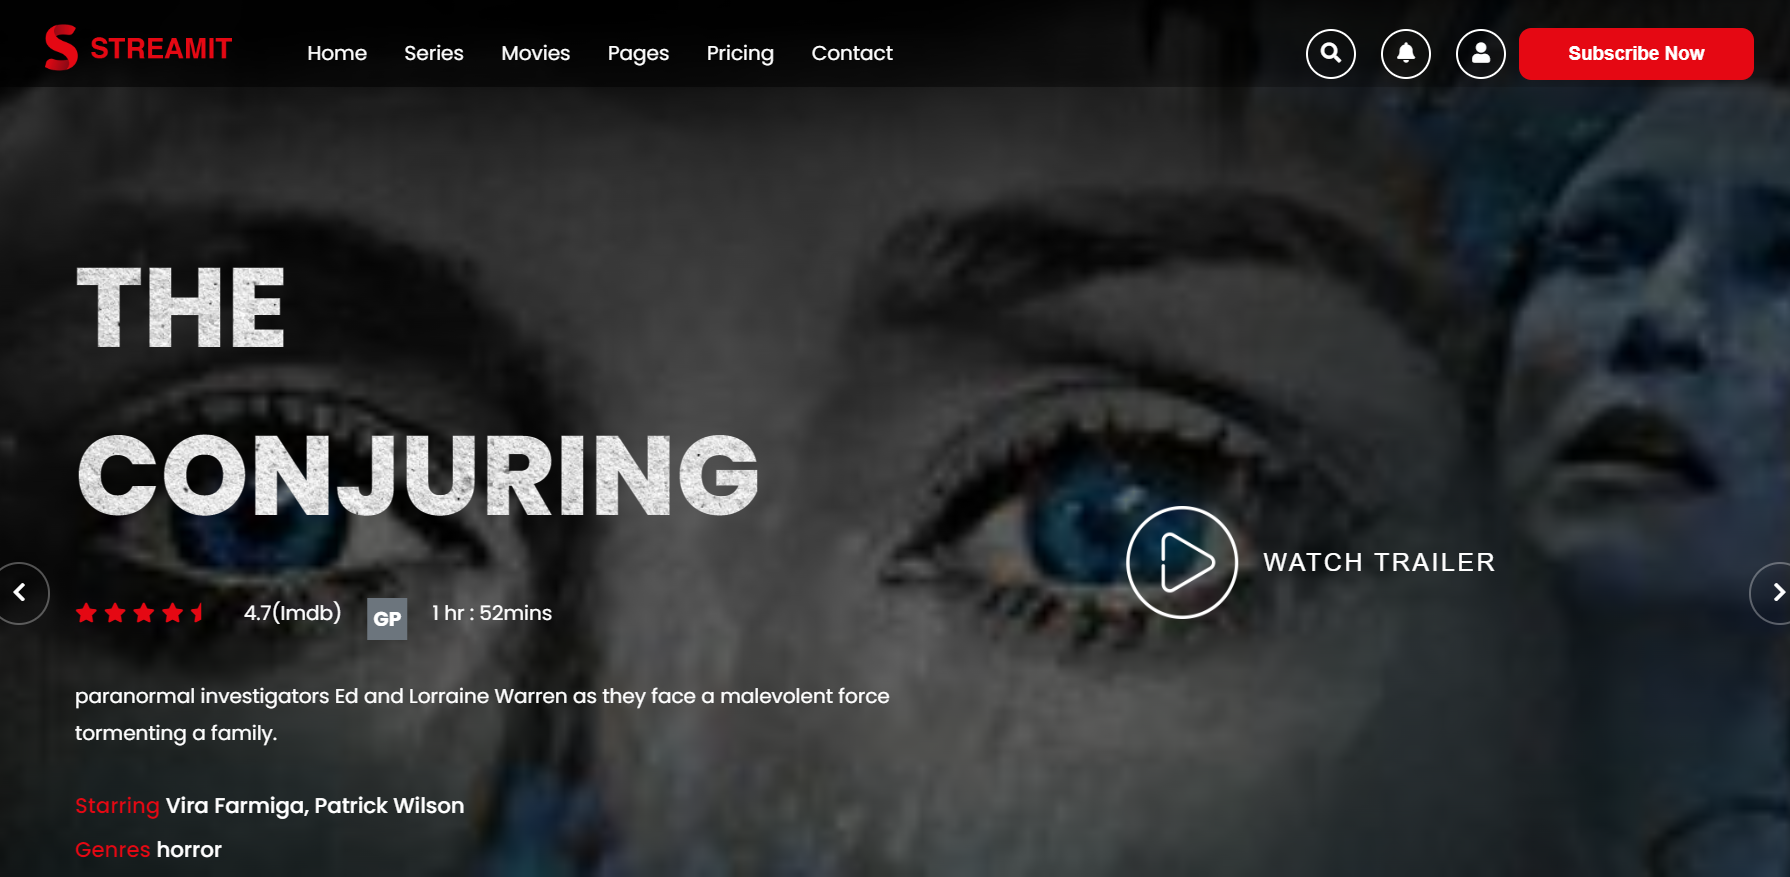 STREAMIT
Home Series Movies Pages Pricing Contact
Subscribe Now
THE
CONJURING
WATCH TRAILER
4.7(Imdb) GP 1 hr : 52mins
paranormal investigators Ed and Lorraine Warren as they face a malevolent force
tormenting a family.
Starring Vira Farmiga, Patrick Wilson
Genres horror